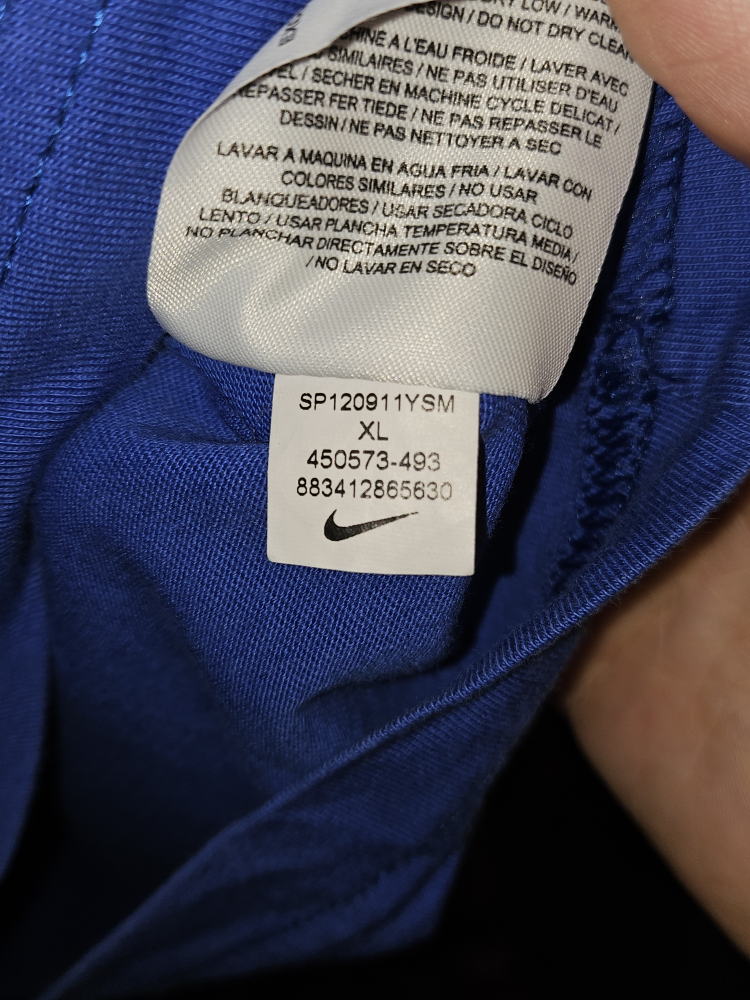 LOW / WARM
DESIGN / DO NOT DRY CLEAN
A L'EAU FROIDE / LAVER AVEC
SIMILAIRES / NE PAS UTILISER D'EAU
/ SECHER EN MACHINE CYCLE DELICAT /
REPASSER FER TIEDE / NE PAS REPASSER LE
DESSIN / NE PAS NETTOYER A SEC
LAVAR A MAQUINA EN AGUA FRIA / LAVAR CON
COLORES SIMILARES / NO USAR
BLANQUEADORES / USAR SECADORA CICLO
LENTO / USAR PLANCHA TEMPERATURA MEDIA /
NO PLANCHAR DIRECTAMENTE SOBRE EL DISEÑO
/ NO LAVAR EN SECO
SP120911YSM
XL
450573-493
883412865630